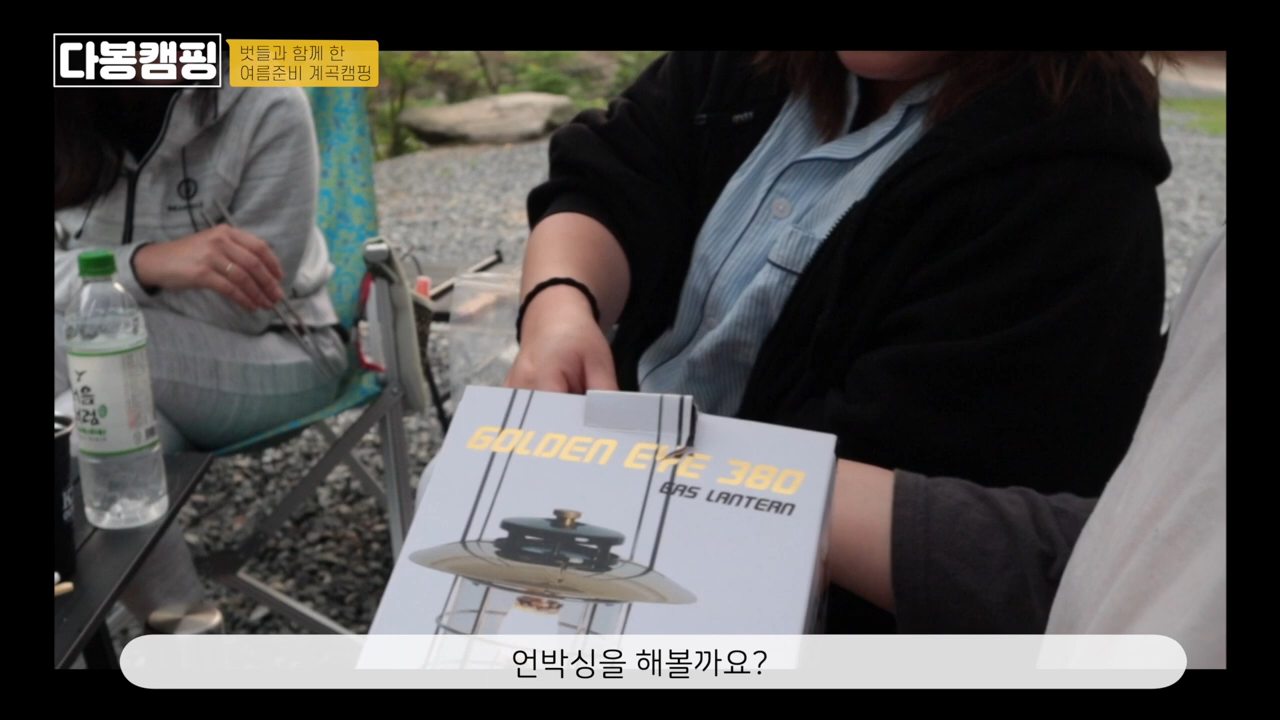 다봉캠핑
벗들과 함께 한
여름준비 계곡캠핑
GOLDEN EYE 380
GAS LANTERN
언박싱을 해볼까요?